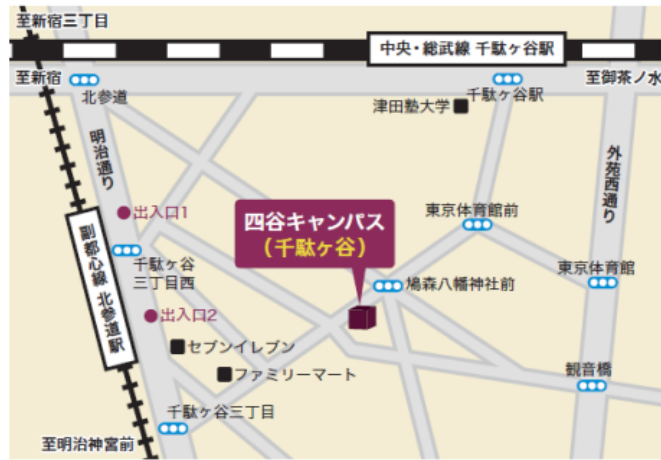 至新宿三丁目
中央・総武線 千駄ヶ谷駅
至新宿
北参道
千駄ヶ谷駅
至御茶ノ水
津田塾大学
明治通り
外苑西通り
出入口1
四谷キャンパス
（千駄ヶ谷）
東京体育館前
副都心線 北参道駅
千駄ヶ谷
三丁目西
東京体育館
鳩森八幡神社前
出入口2
セブンイレブン
ファミリーマート
観音橋
千駄ヶ谷三丁目
至明治神宮前